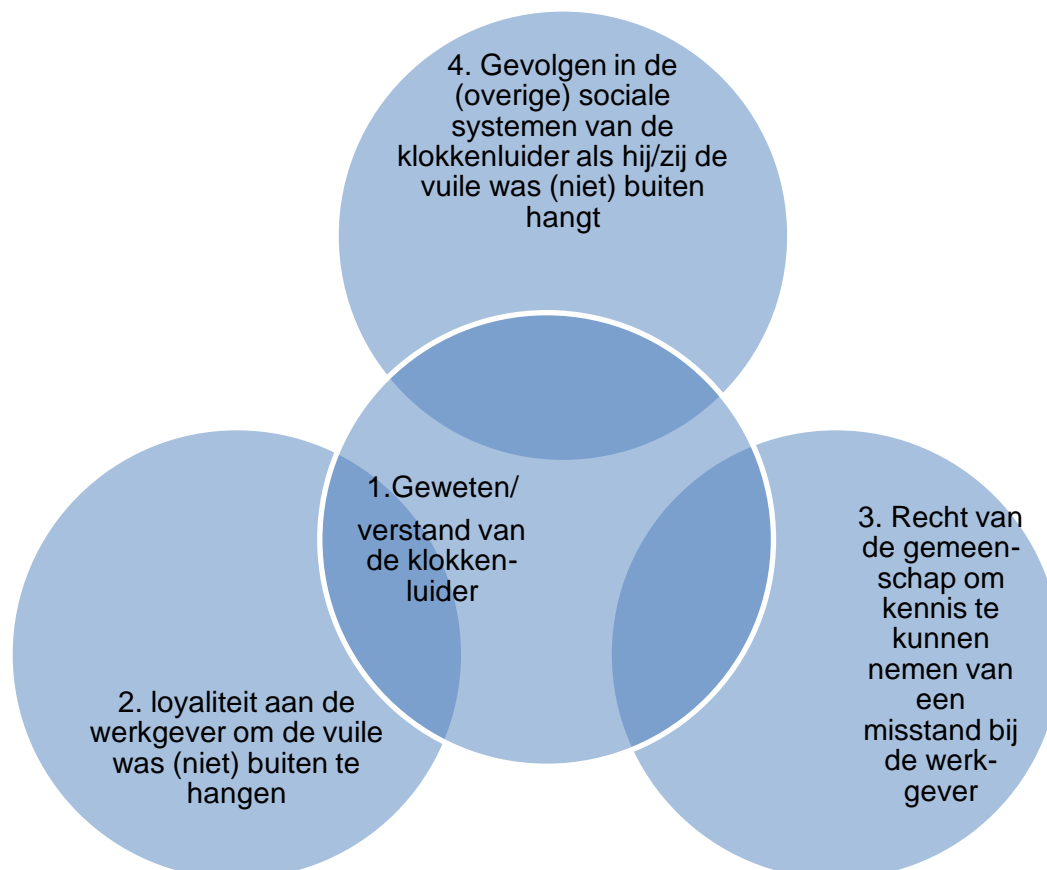 4. Gevolgen in de
(overige) sociale
systemen van de
klokkenluider als hij/zij de
vuile was (niet) buiten
hangt
1.Geweten/
verstand van
de klokken-
luider
2. loyaliteit aan de
werkgever om de vuile
was (niet) buiten te
hangen
3. Recht van
de gemeen-
schap om
kennis te
kunnen
nemen van
een
misstand bij
de werk-
gever